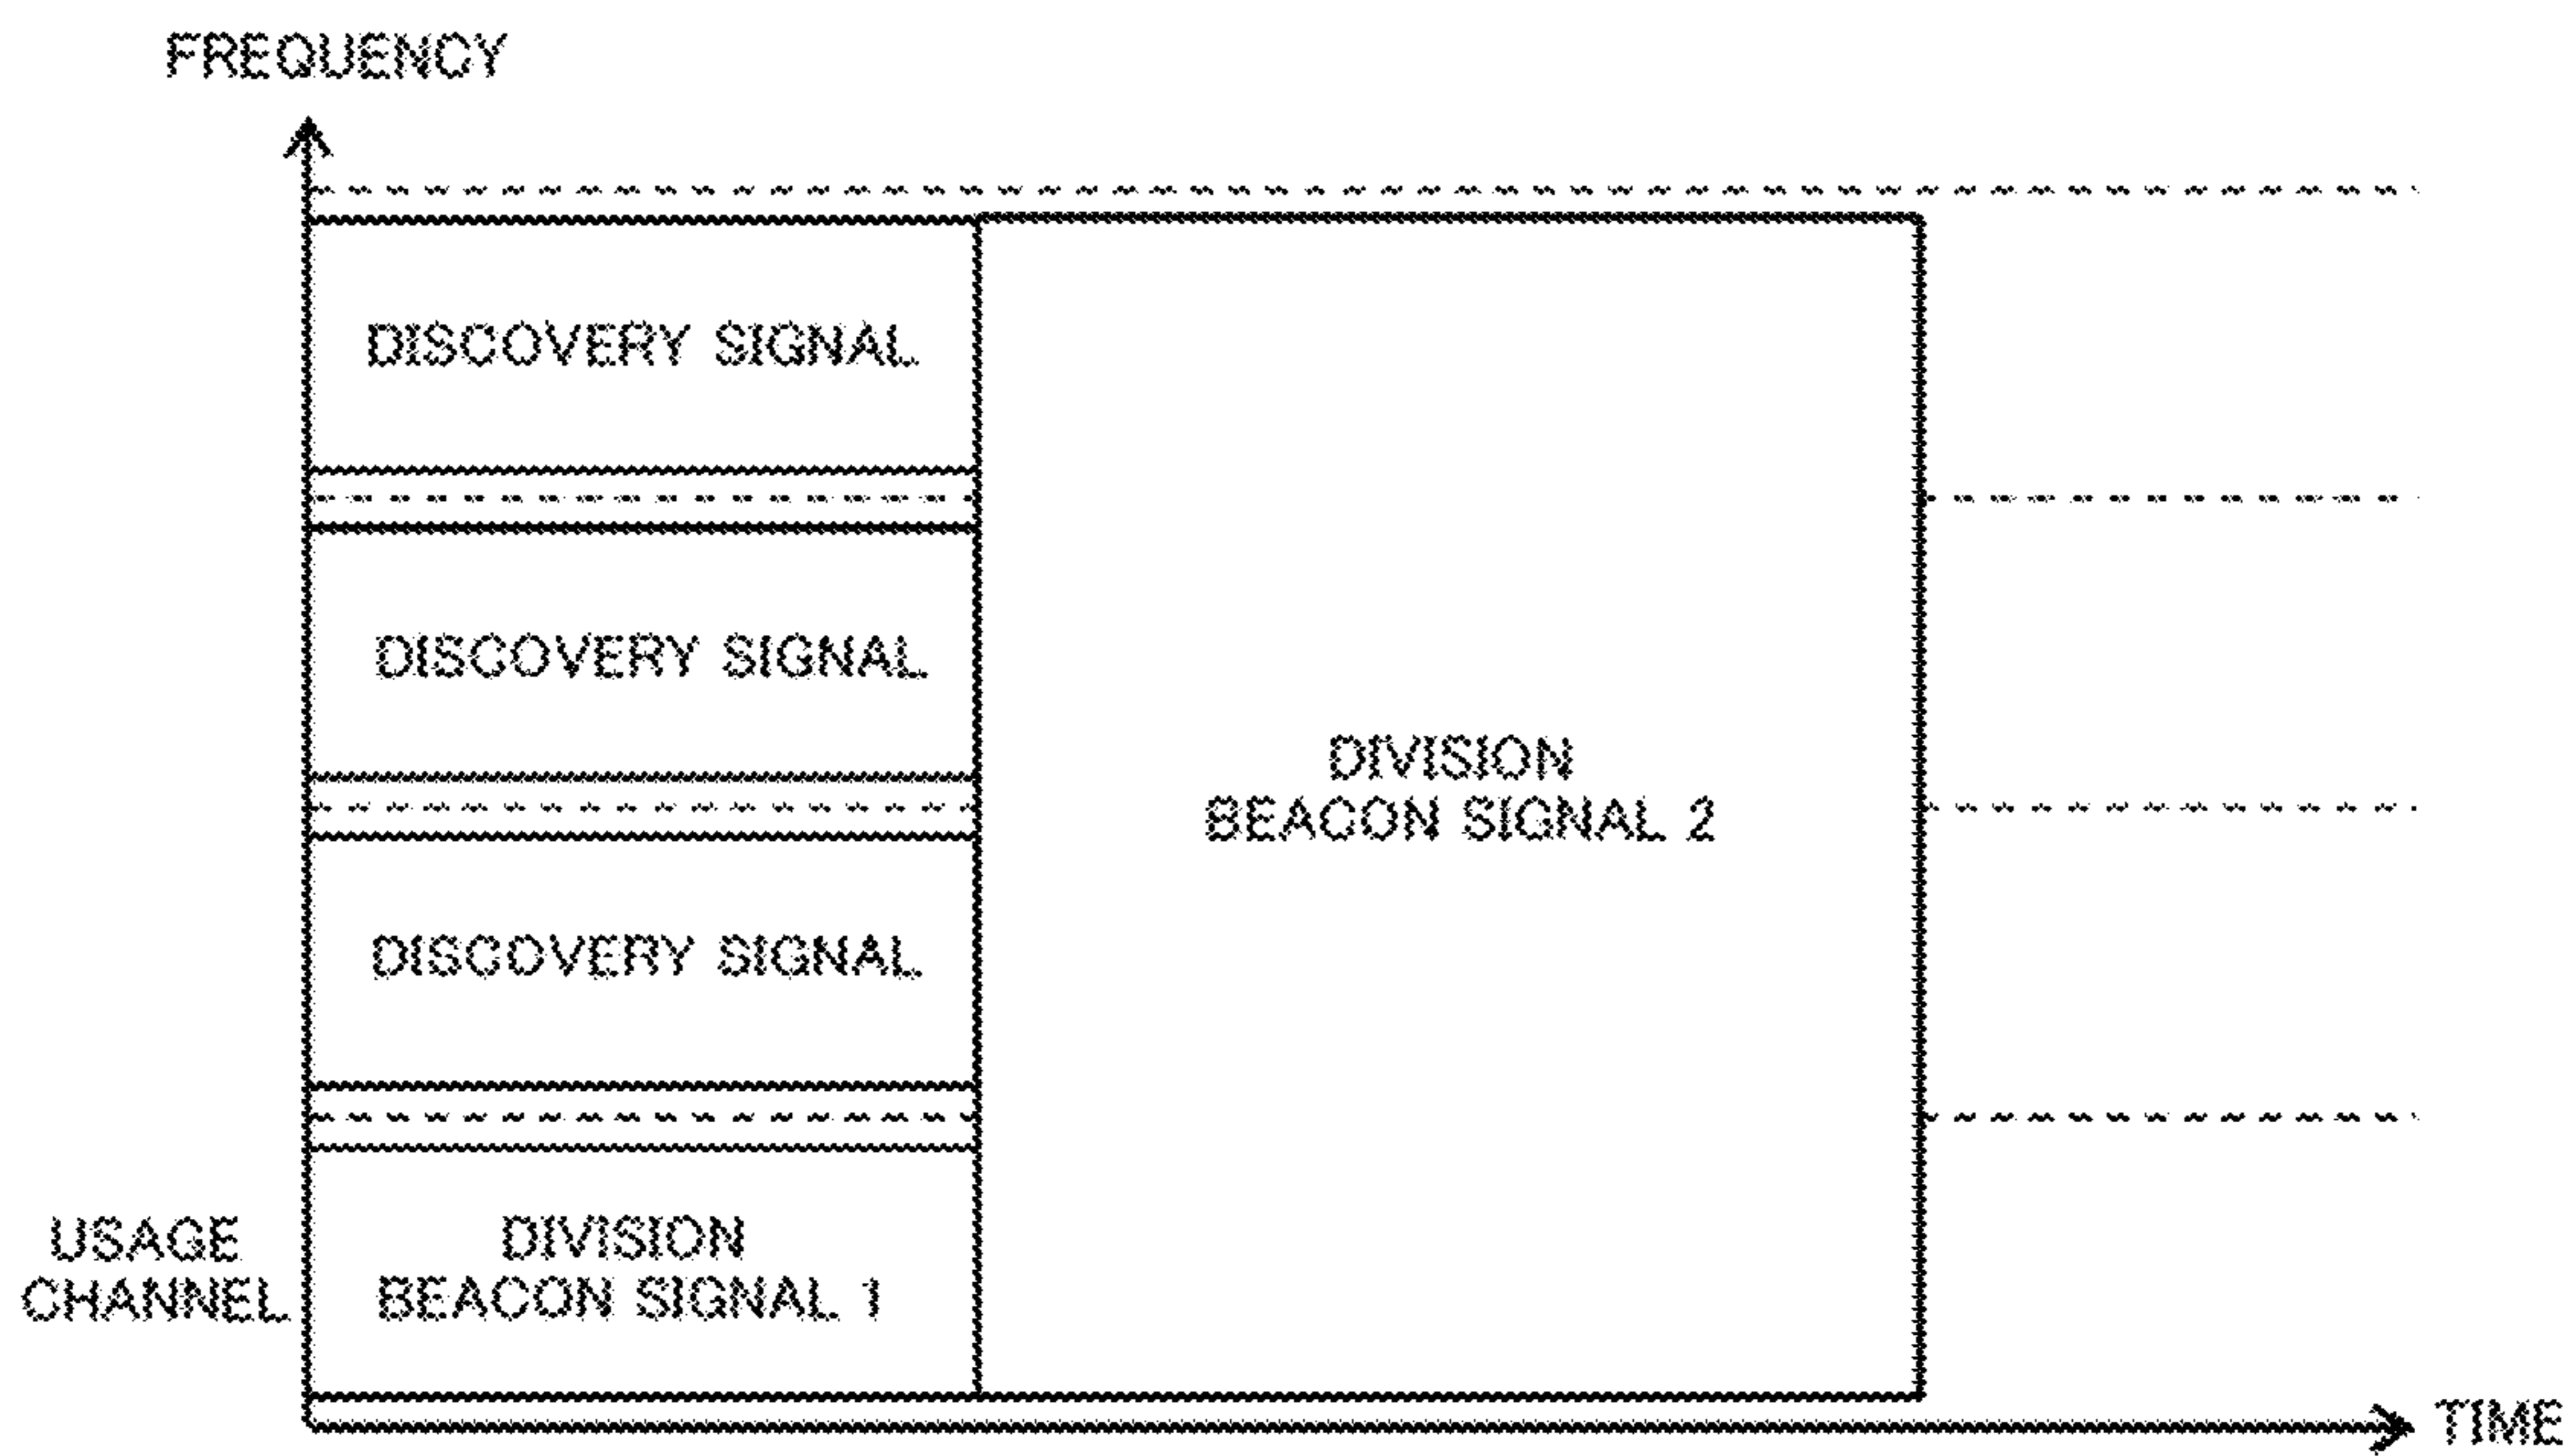 FREQUENCY
DISCOVERY SIGNAL
DISCOVERY SIGNAL
DIVISION
BEACON SIGNAL 2
DISCOVERY SIGNAL
USAGE
CHANNEL
DIVISION
BEACON SIGNAL 1
TIME